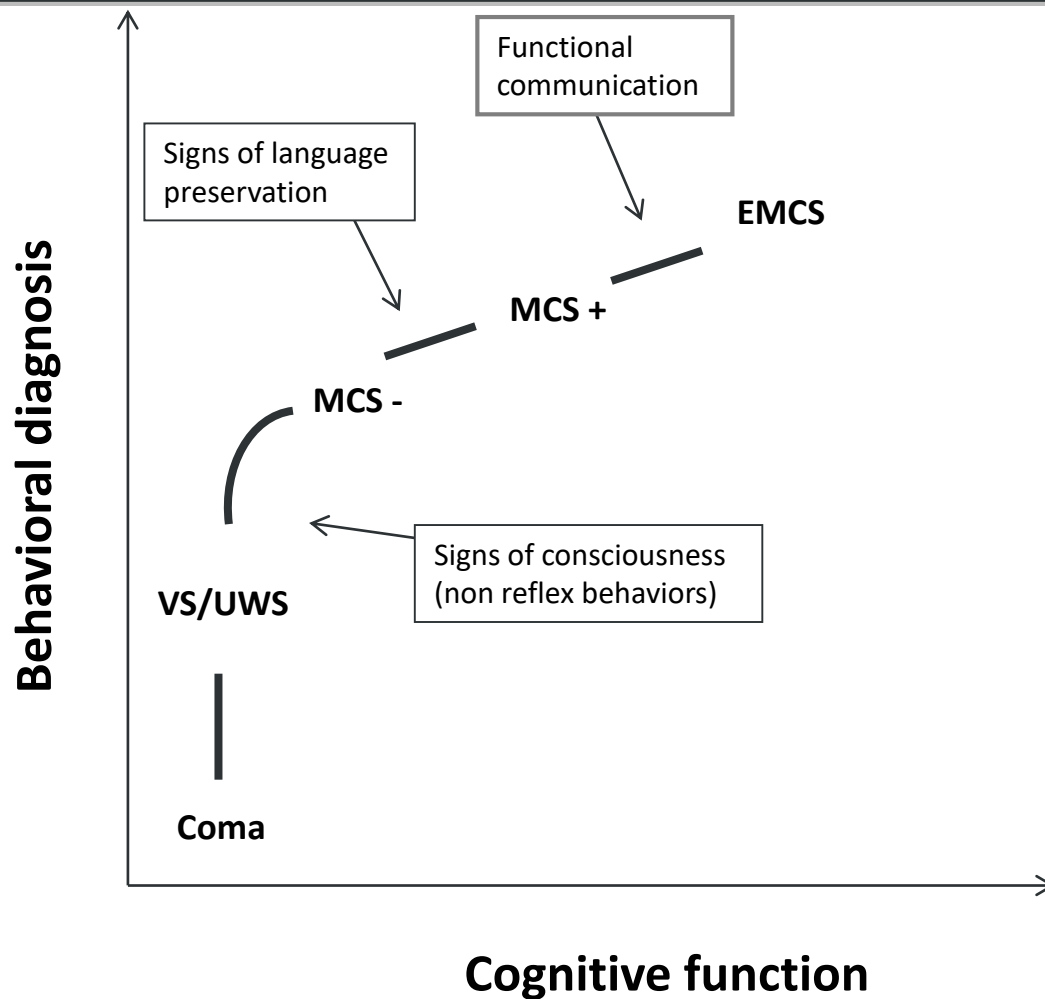 Functional
communication
Signs of language
preservation
EMCS
MCS +
MCS -
Signs of consciousness
(non reflex behaviors)
VS/UWS
Coma
Behavioral diagnosis
Cognitive function